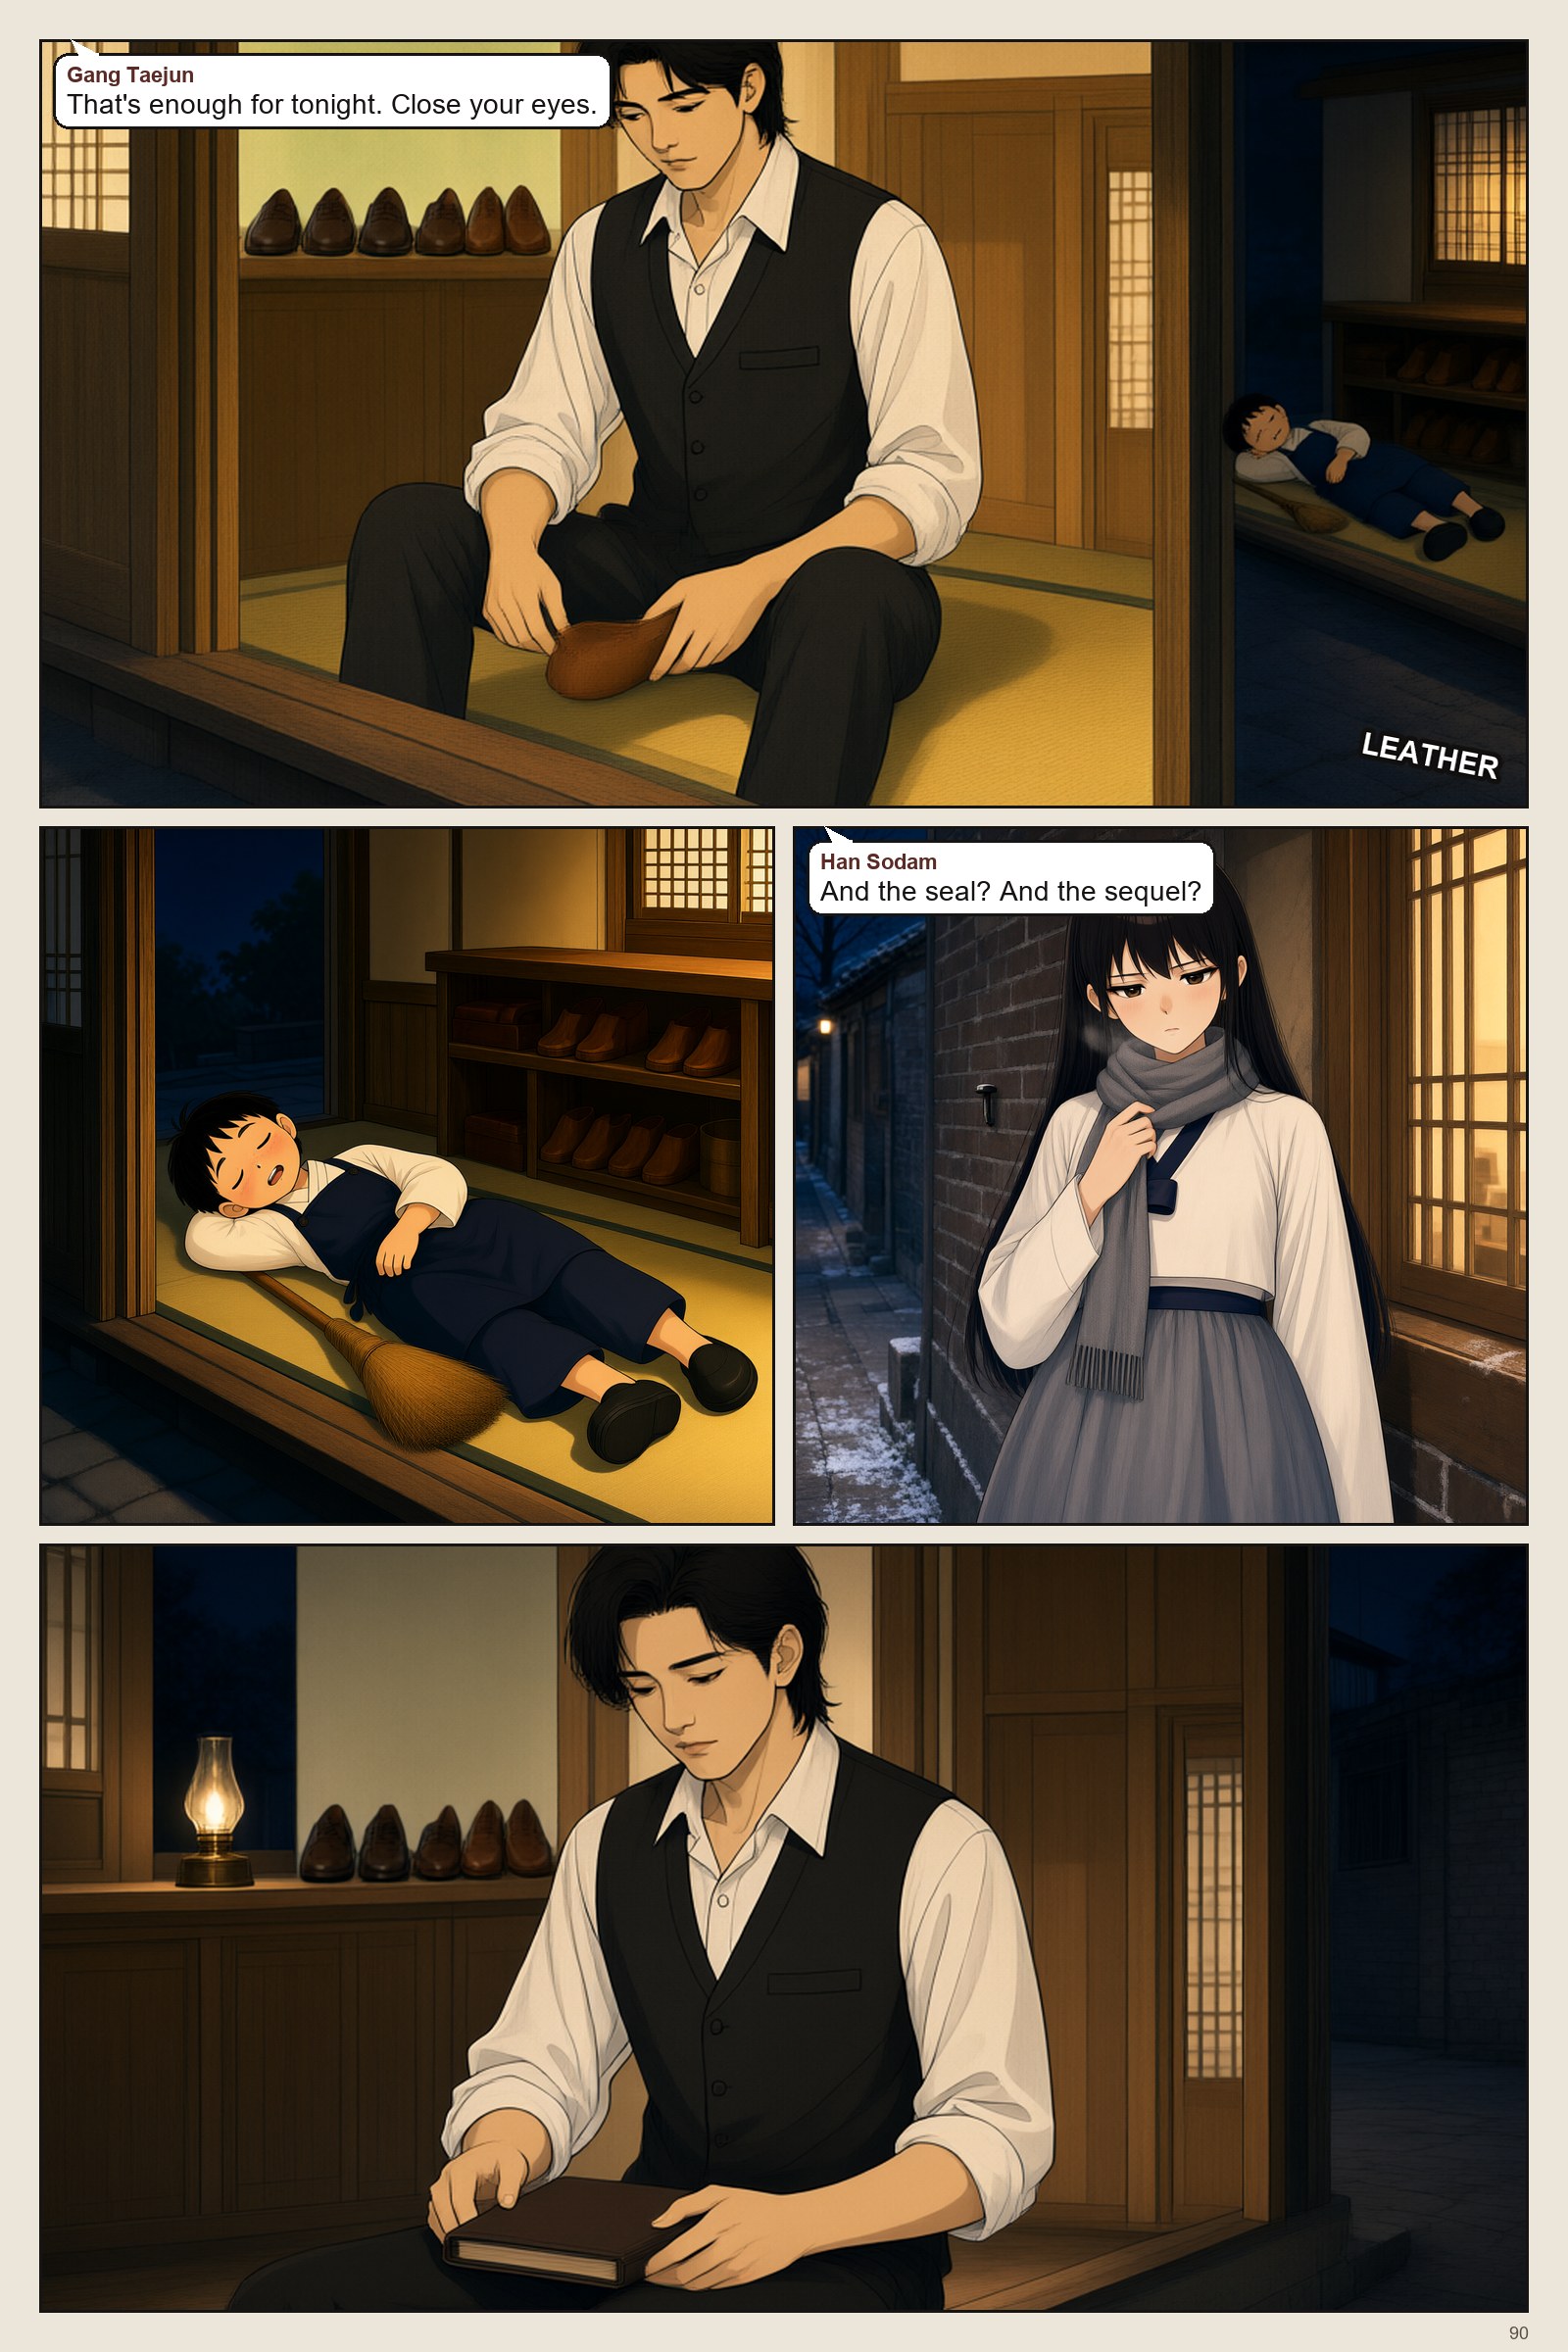 Gang Taejun
That's enough for tonight. Close your eyes.
LEATHER
Han Sodam
And the seal? And the sequel?
90